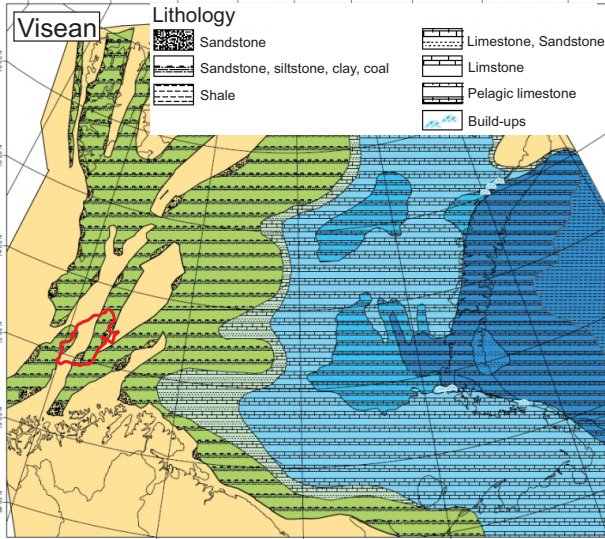 Visean
Lithology
Sandstone
Sandstone, siltstone, clay, coal
Shale
Limestone, Sandstone
Limstone
Pelagic limestone
Build-ups